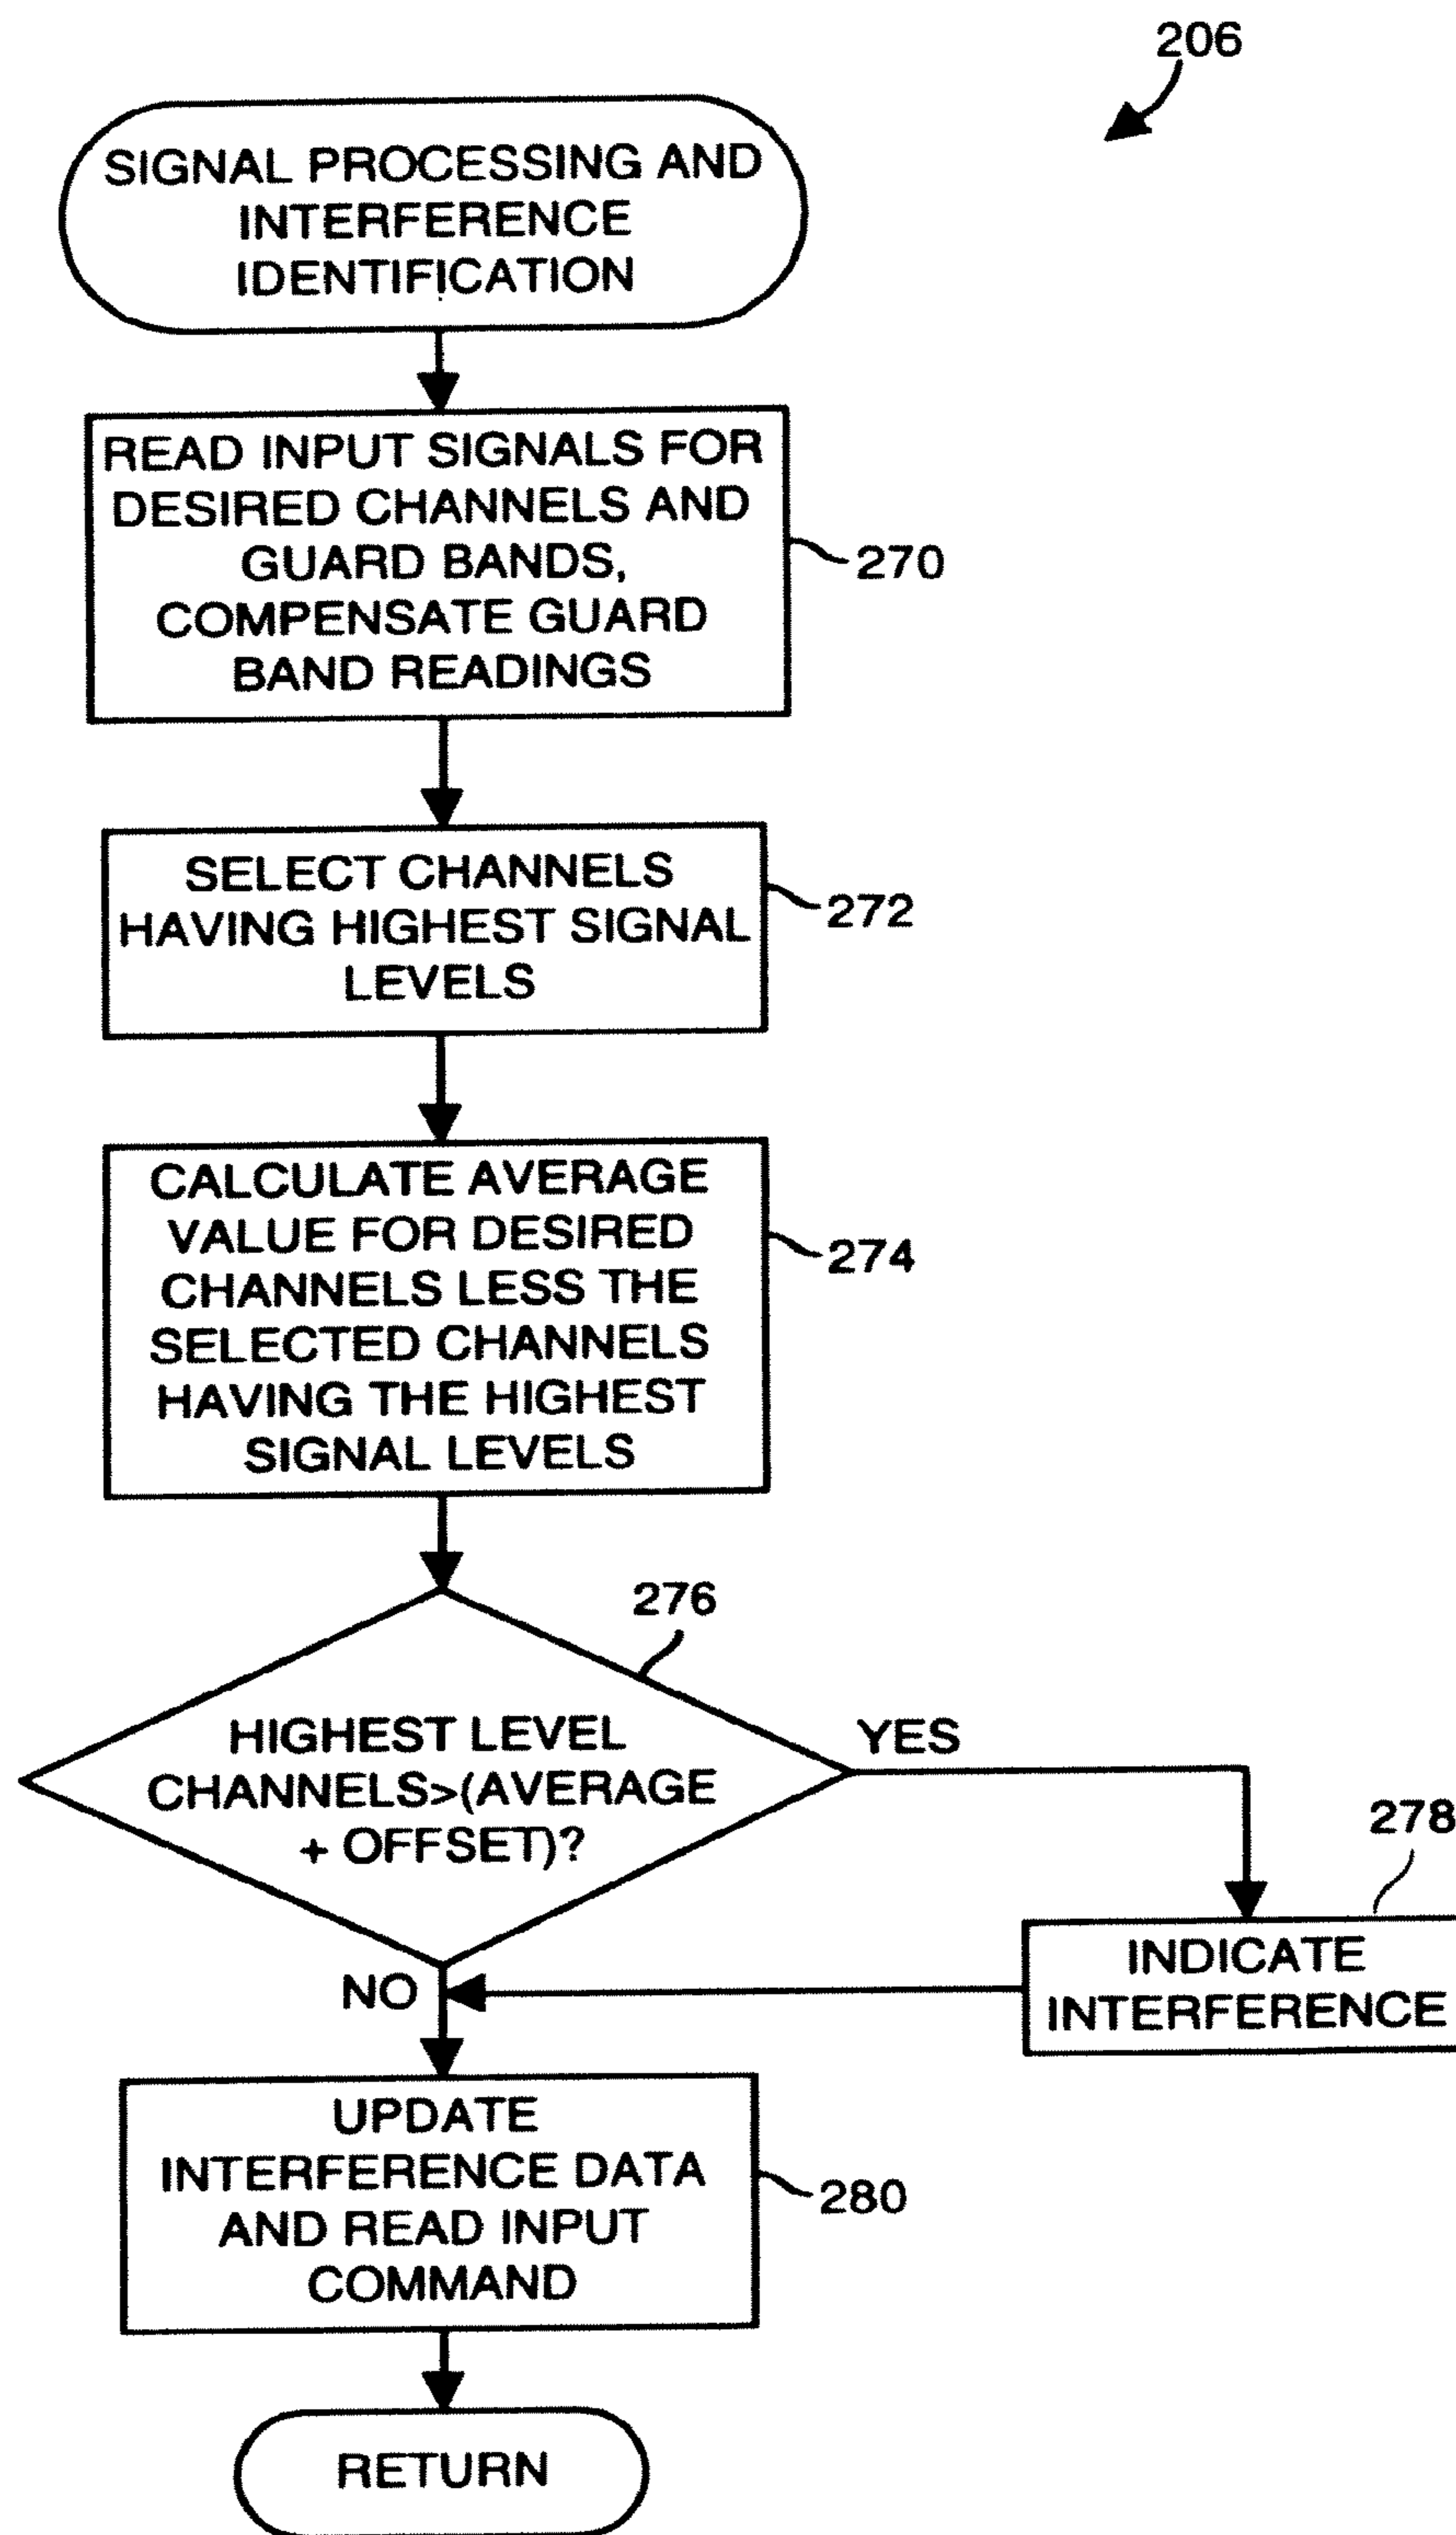 206
SIGNAL PROCESSING AND
INTERFERENCE
IDENTIFICATION
READ INPUT SIGNALS FOR
DESIRED CHANNELS AND
GUARD BANDS,
COMPENSATE GUARD
BAND READINGS
270
SELECT CHANNELS
HAVING HIGHEST SIGNAL
LEVELS
272
CALCULATE AVERAGE
VALUE FOR DESIRED
CHANNELS LESS THE
SELECTED CHANNELS
HAVING THE HIGHEST
SIGNAL LEVELS
274
276
HIGHEST LEVEL
CHANNELS>(AVERAGE
+ OFFSET)?
YES
278
INDICATE
INTERFERENCE
NO
UPDATE
INTERFERENCE DATA
AND READ INPUT
COMMAND
280
RETURN